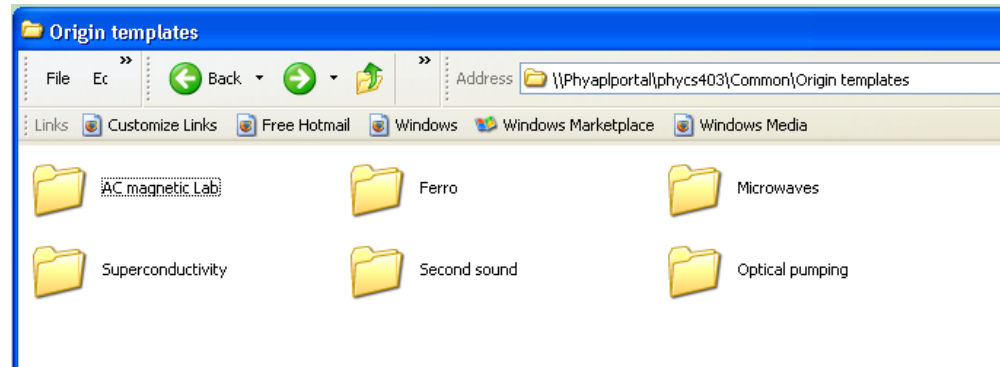 Origin templates
File Ec » Back » Address \\Phyaplportal\phycs403\Common\Origin templates
Links Customize Links Free Hotmail Windows Windows Marketplace Windows Media
AC magnetic Lab Ferro Microwaves
Superconductivity Second sound Optical pumping